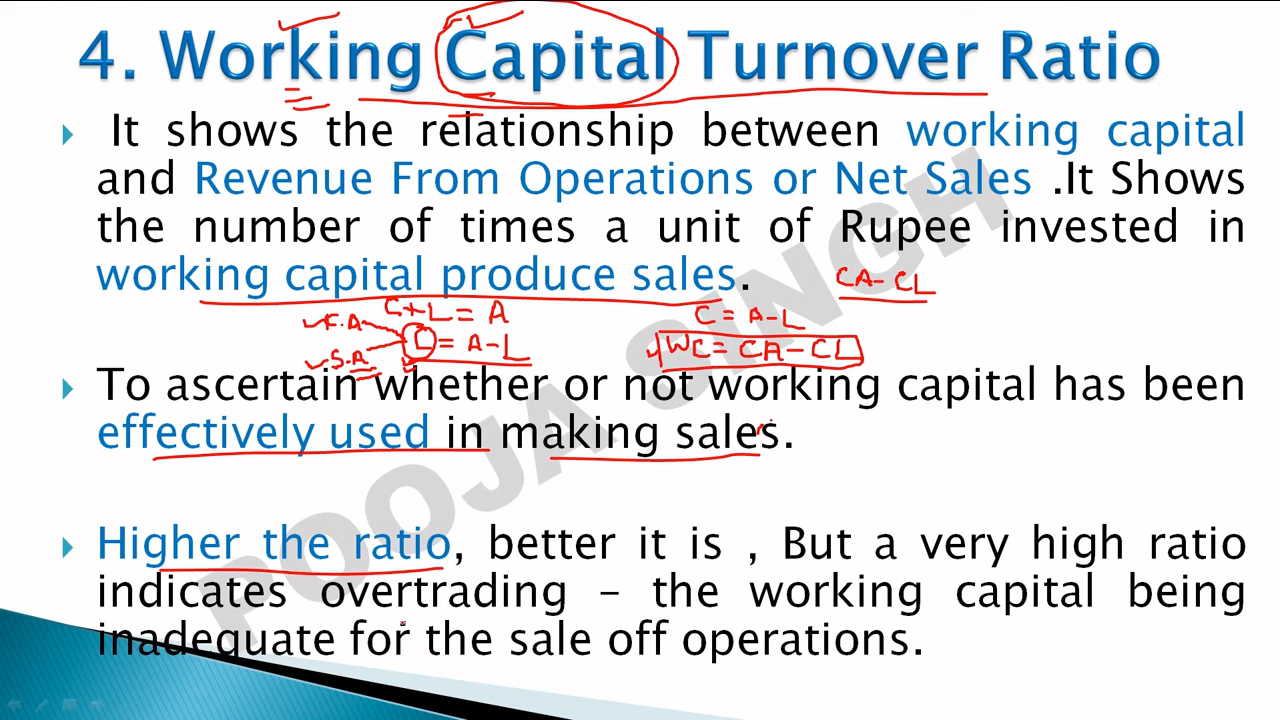 4. Working Capital Turnover Ratio
It shows the relationship between working capital
and Revenue From Operations or Net Sales .It Shows
the number of times a unit of Rupee invested in
working capital produce sales.
CA-CL
C+L = A
C = A-L
F.A
= A-L
WC = CA-CL
S.A
To ascertain whether or not working capital has been
effectively used in making sales.
Higher the ratio, better it is , But a very high ratio
indicates overtrading – the working capital being
inadequate for the sale off operations.
POOJA SINGH